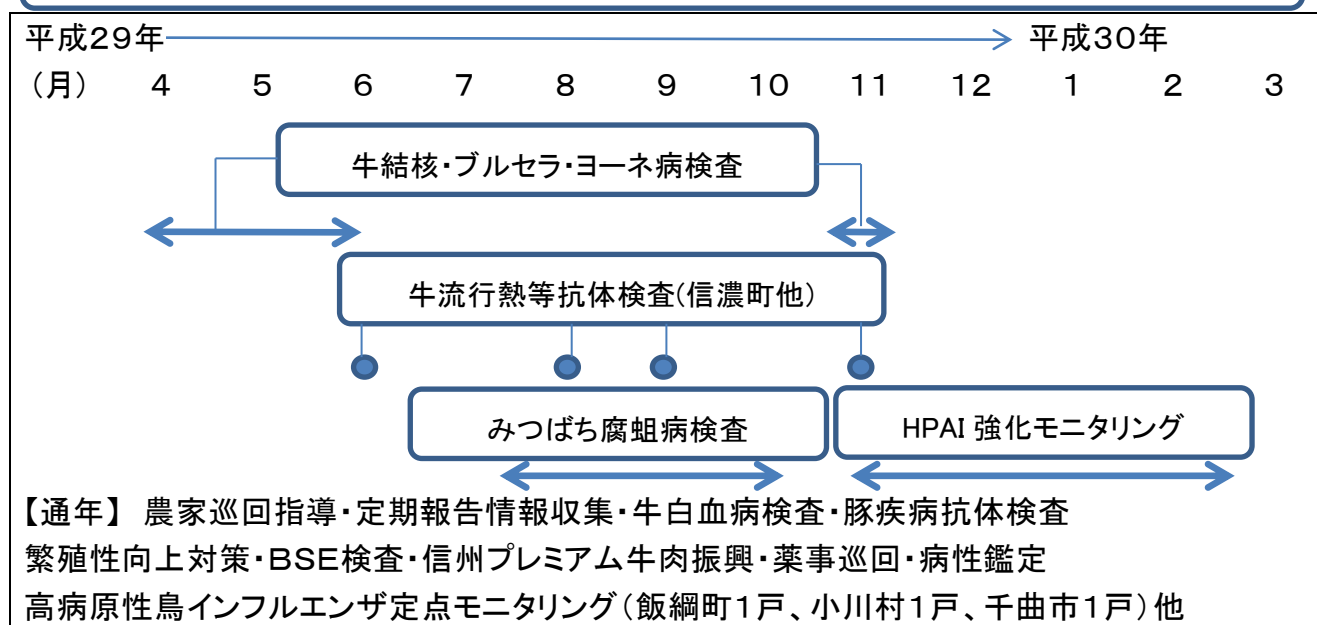 平成29年 平成30年
（月） 4 5 6 7 8 9 10 11 12 1 2 3
牛結核・ブルセラ・ヨーネ病検査
牛流行熱等抗体検査(信濃町他)
みつばち腐蛆病検査 HPAI 強化モニタリング
【通年】 農家巡回指導・定期報告情報収集・牛白血病検査・豚疾病抗体検査
繁殖性向上対策・BSE検査・信州プレミアム牛肉振興・薬事巡回・病性鑑定
高病原性鳥インフルエンザ定点モニタリング（飯綱町1戸、小川村1戸、千曲市1戸）他